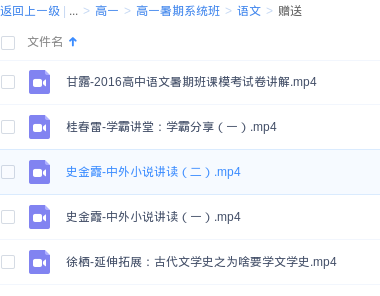 返回上一级 | ... > 高一 > 高一暑期系统班 > 语文 > 赠送
文件名 ↑
甘露-2016高中语文暑期班课模考试卷讲解.mp4
桂春雷-学霸讲堂：学霸分享（一）.mp4
史金霞-中外小说讲读（二）.mp4
史金霞-中外小说讲读（一）.mp4
徐栖-延伸拓展：古代文学史之为啥要学文学史.mp4